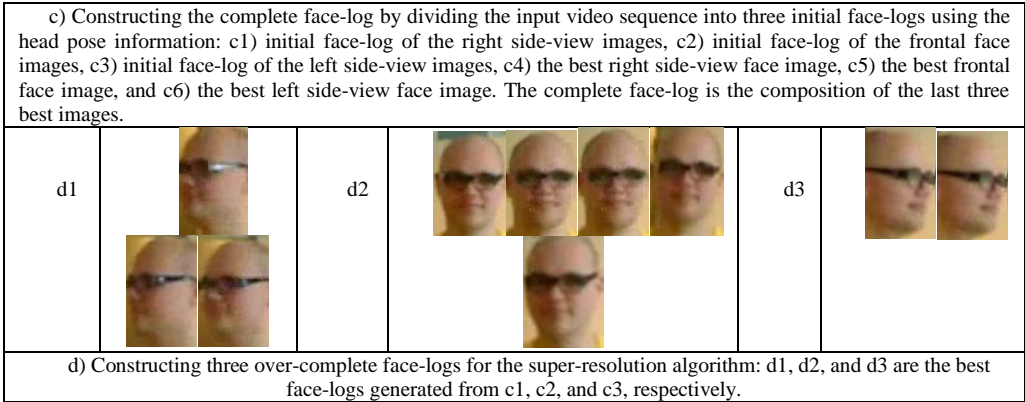 c) Constructing the complete face-log by dividing the input video sequence into three initial face-logs using the
head pose information: c1) initial face-log of the right side-view images, c2) initial face-log of the frontal face
images, c3) initial face-log of the left side-view images, c4) the best right side-view face image, c5) the best frontal
face image, and c6) the best left side-view face image. The complete face-log is the composition of the last three
best images.
d1
d2
d3
d) Constructing three over-complete face-logs for the super-resolution algorithm: d1, d2, and d3 are the best
face-logs generated from c1, c2, and c3, respectively.